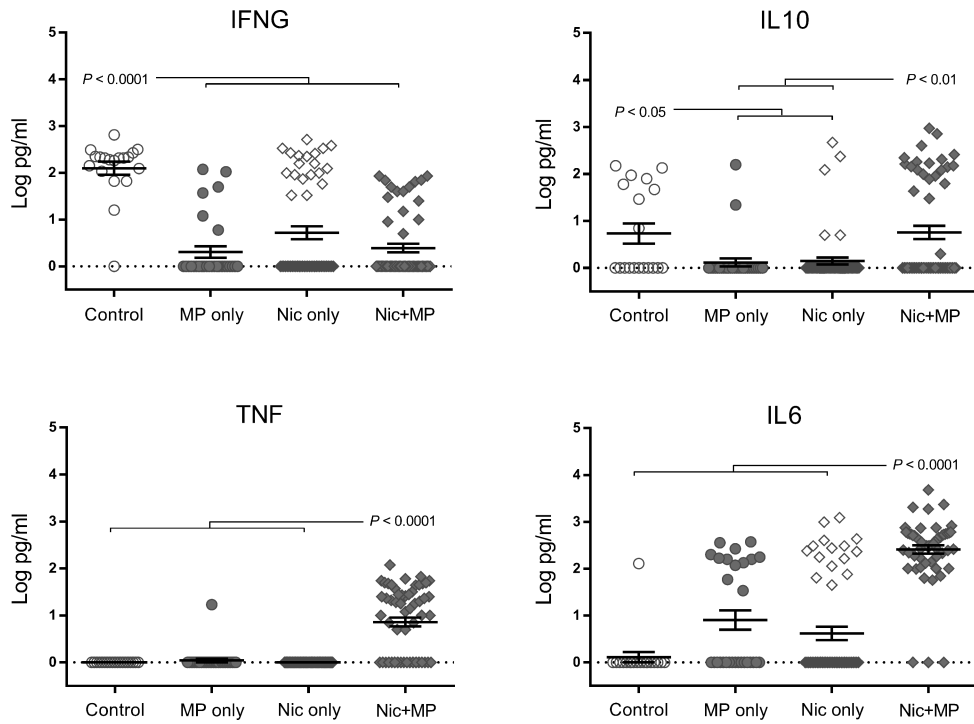 IFNG
5
4
3
2
1
0
Log pg/ml
P < 0.0001
Control MP only Nic only Nic+MP
IL10
5
4
3
2
1
0
Log pg/ml
P < 0.01
P < 0.05
Control MP only Nic only Nic+MP
TNF
5
4
3
2
1
0
Log pg/ml
P < 0.0001
Control MP only Nic only Nic+MP
IL6
5
4
3
2
1
0
Log pg/ml
P < 0.0001
Control MP only Nic only Nic+MP